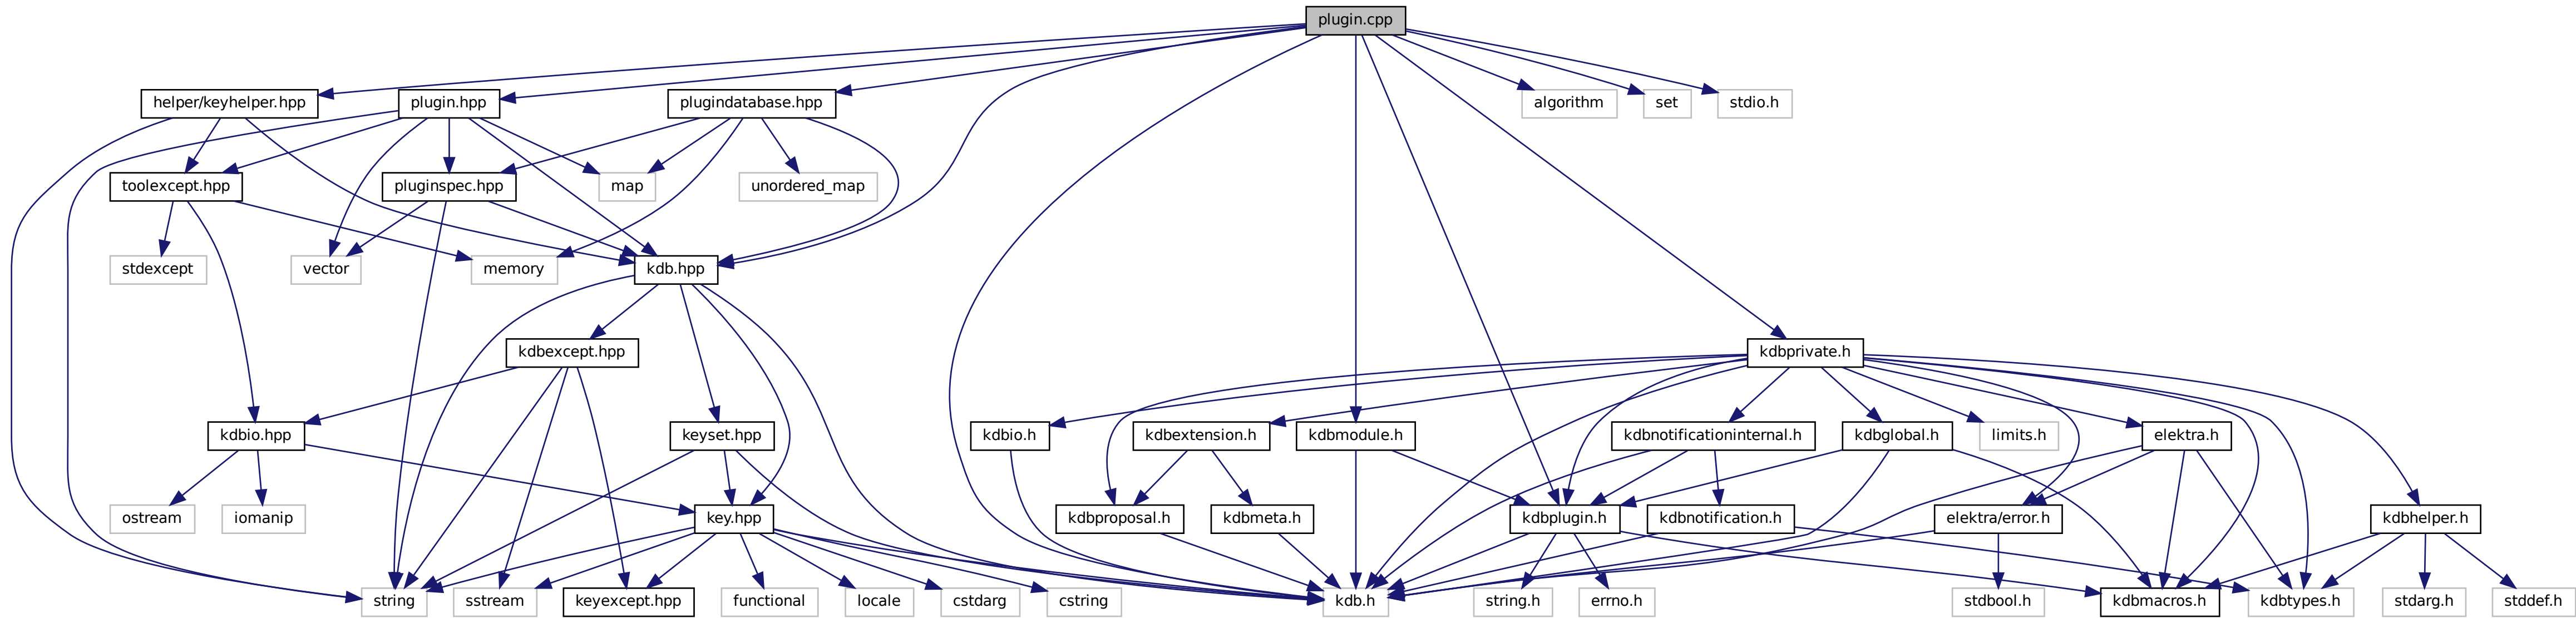 plugin.cpp
helper/keyhelper.hpp
plugin.hpp
plugindatabase.hpp
algorithm
set
stdio.h
toolexcept.hpp
pluginspec.hpp
map
unordered_map
stdexcept
vector
memory
kdb.hpp
kdbexcept.hpp
kdbprivate.h
kdbio.hpp
keyset.hpp
kdbio.h
kdbextension.h
kdbmodule.h
kdbnotificationinternal.h
kdbglobal.h
limits.h
elektra.h
ostream
iomanip
key.hpp
kdbproposal.h
kdbmeta.h
kdbplugin.h
kdbnotification.h
elektra/error.h
kdbhelper.h
string
sstream
keyexcept.hpp
functional
locale
cstdarg
cstring
kdb.h
string.h
errno.h
stdbool.h
kdbmacros.h
kdbtypes.h
stdarg.h
stddef.h